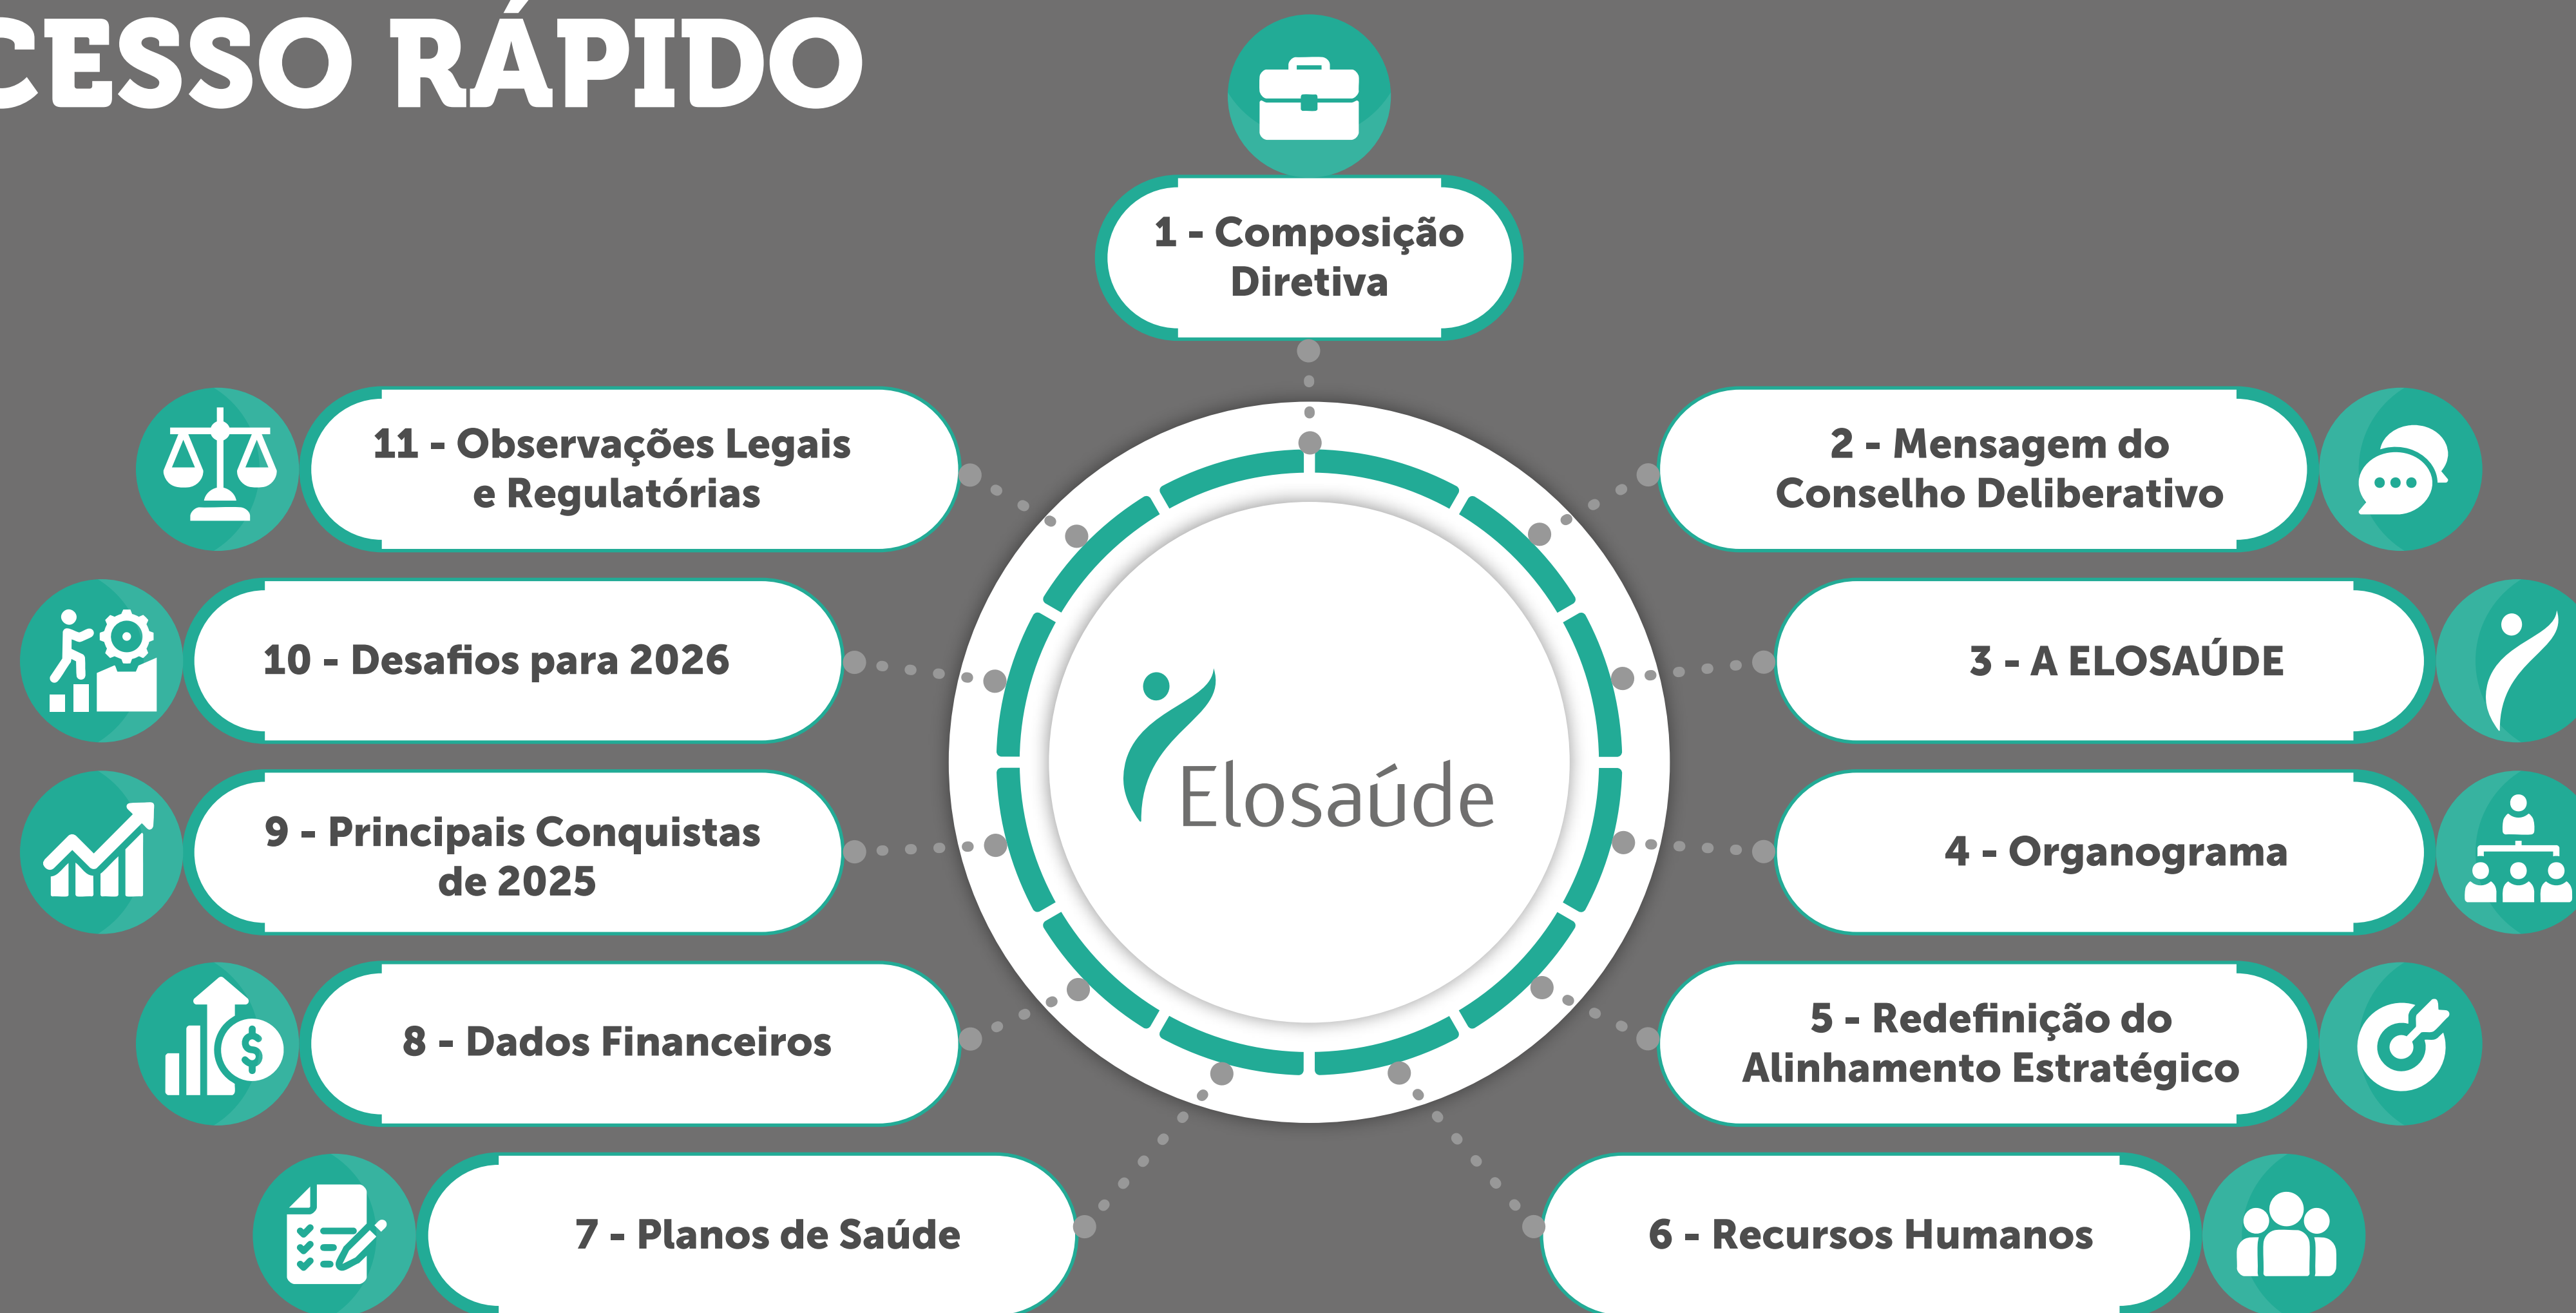 CESSO RÁPIDO
1 - Composição
Diretiva
2 - Mensagem do
Conselho Deliberativo
3 - A ELOSAÚDE
4 - Organograma
5 - Redefinição do
Alinhamento Estratégico
6 - Recursos Humanos
7 - Planos de Saúde
8 - Dados Financeiros
9 - Principais Conquistas
de 2025
10 - Desafios para 2026
11 - Observações Legais
e Regulatórias
Elosaúde
$